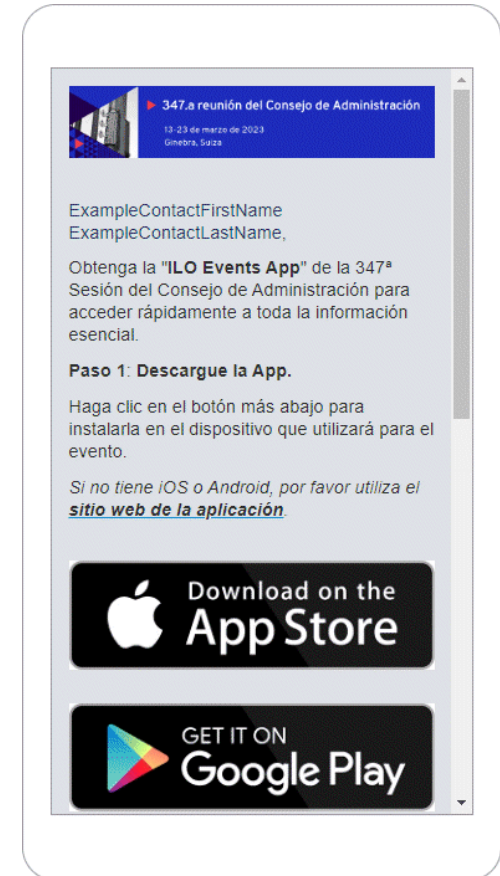 347.a reunión del Consejo de Administración
13-23 de marzo de 2023
Ginebra, Suiza
ExampleContactFirstName
ExampleContactLastName,
Obtenga la "ILO Events App" de la 347ª
Sesión del Consejo de Administración para
acceder rápidamente a toda la información
esencial.
Paso 1: Descargue la App.
Haga clic en el botón más abajo para
instalarla en el dispositivo que utilizará para el
evento.
Si no tiene iOS o Android, por favor utiliza el
sitio web de la aplicación.
Download on the
App Store
GET IT ON
Google Play